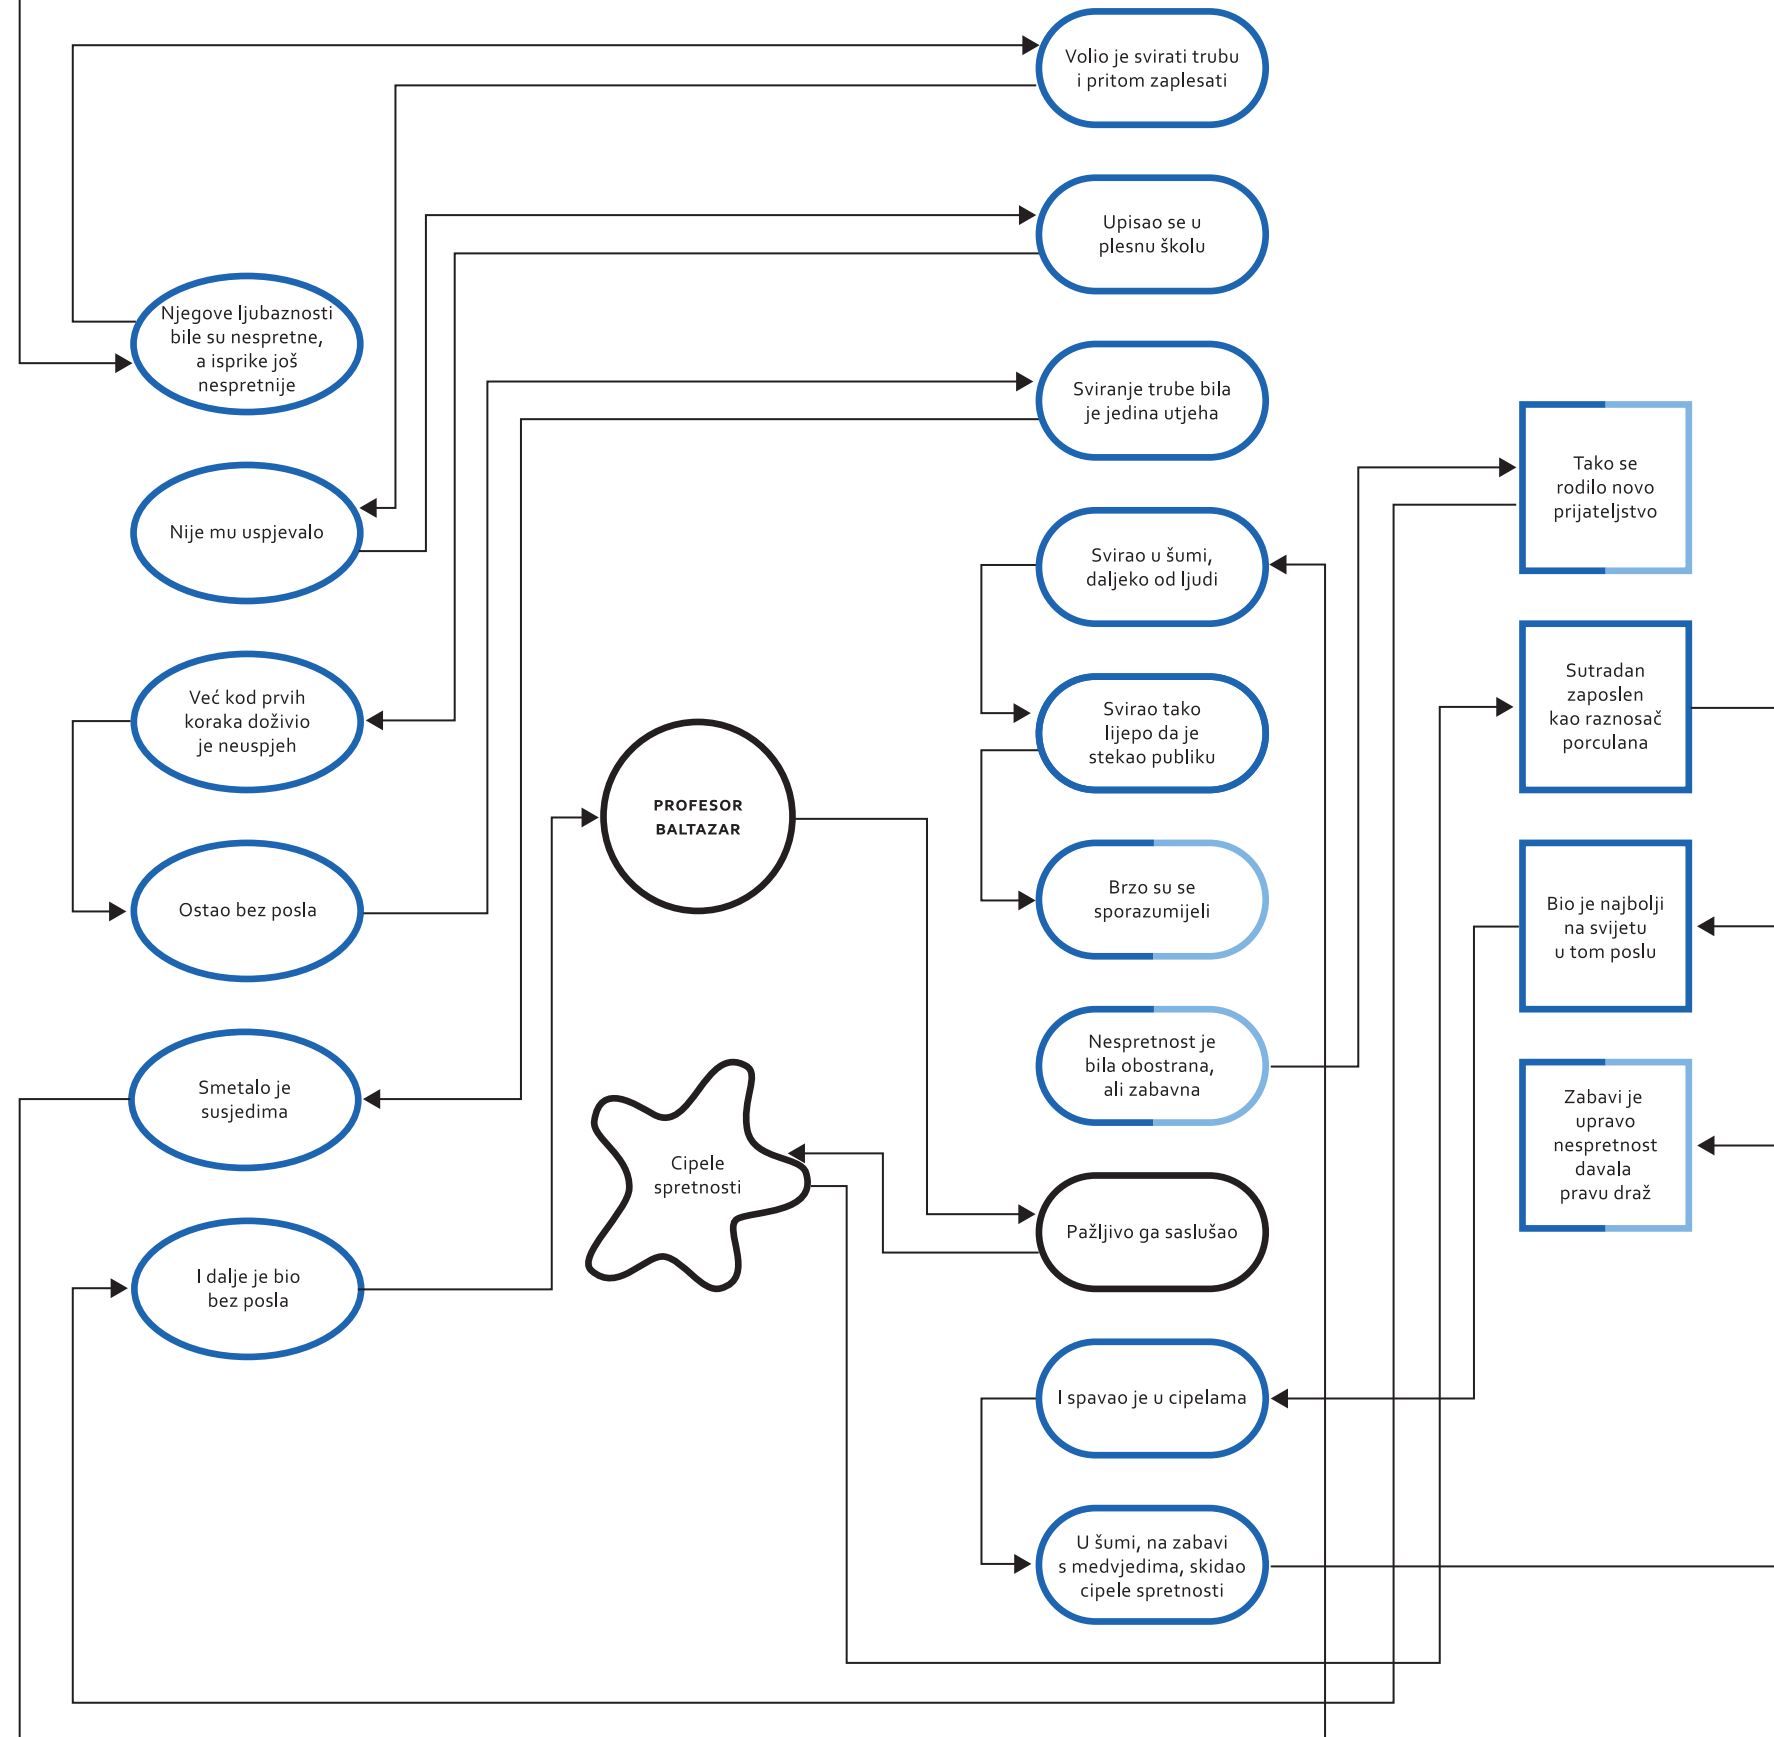 Volio je svirati trubu
i pritom zaplesati
Upisao se u
plesnu školu
Njegove ljubaznosti
bile su nespretne,
a isprike još
nespretnije
Sviranje trube bila
je jedina utjeha
Tako se
rodilo novo
prijateljstvo
Nije mu uspjevalo
Svirao u šumi,
daljeko od ljudi
Sutradan
zaposlen
kao raznosač
porculana
Već kod prvih
koraka doživio
je neuspjeh
Svirao tako
lijepo da je
stekao publiku
PROFESOR
BALTAZAR
Ostao bez posla
Brzo su se
sporazumijeli
Bio je najbolji
na svijetu
u tom poslu
Nespretnost je
bila obostrana,
ali zabavna
Smetalo je
susjedima
Zabavi je
upravo
nespretnost
davala
pravu draž
Cipele
spretnosti
Pažljivo ga saslušao
I dalje je bio
bez posla
I spavao je u cipelama
U šumi, na zabavi
s medvjedima, skidao
cipele spretnosti